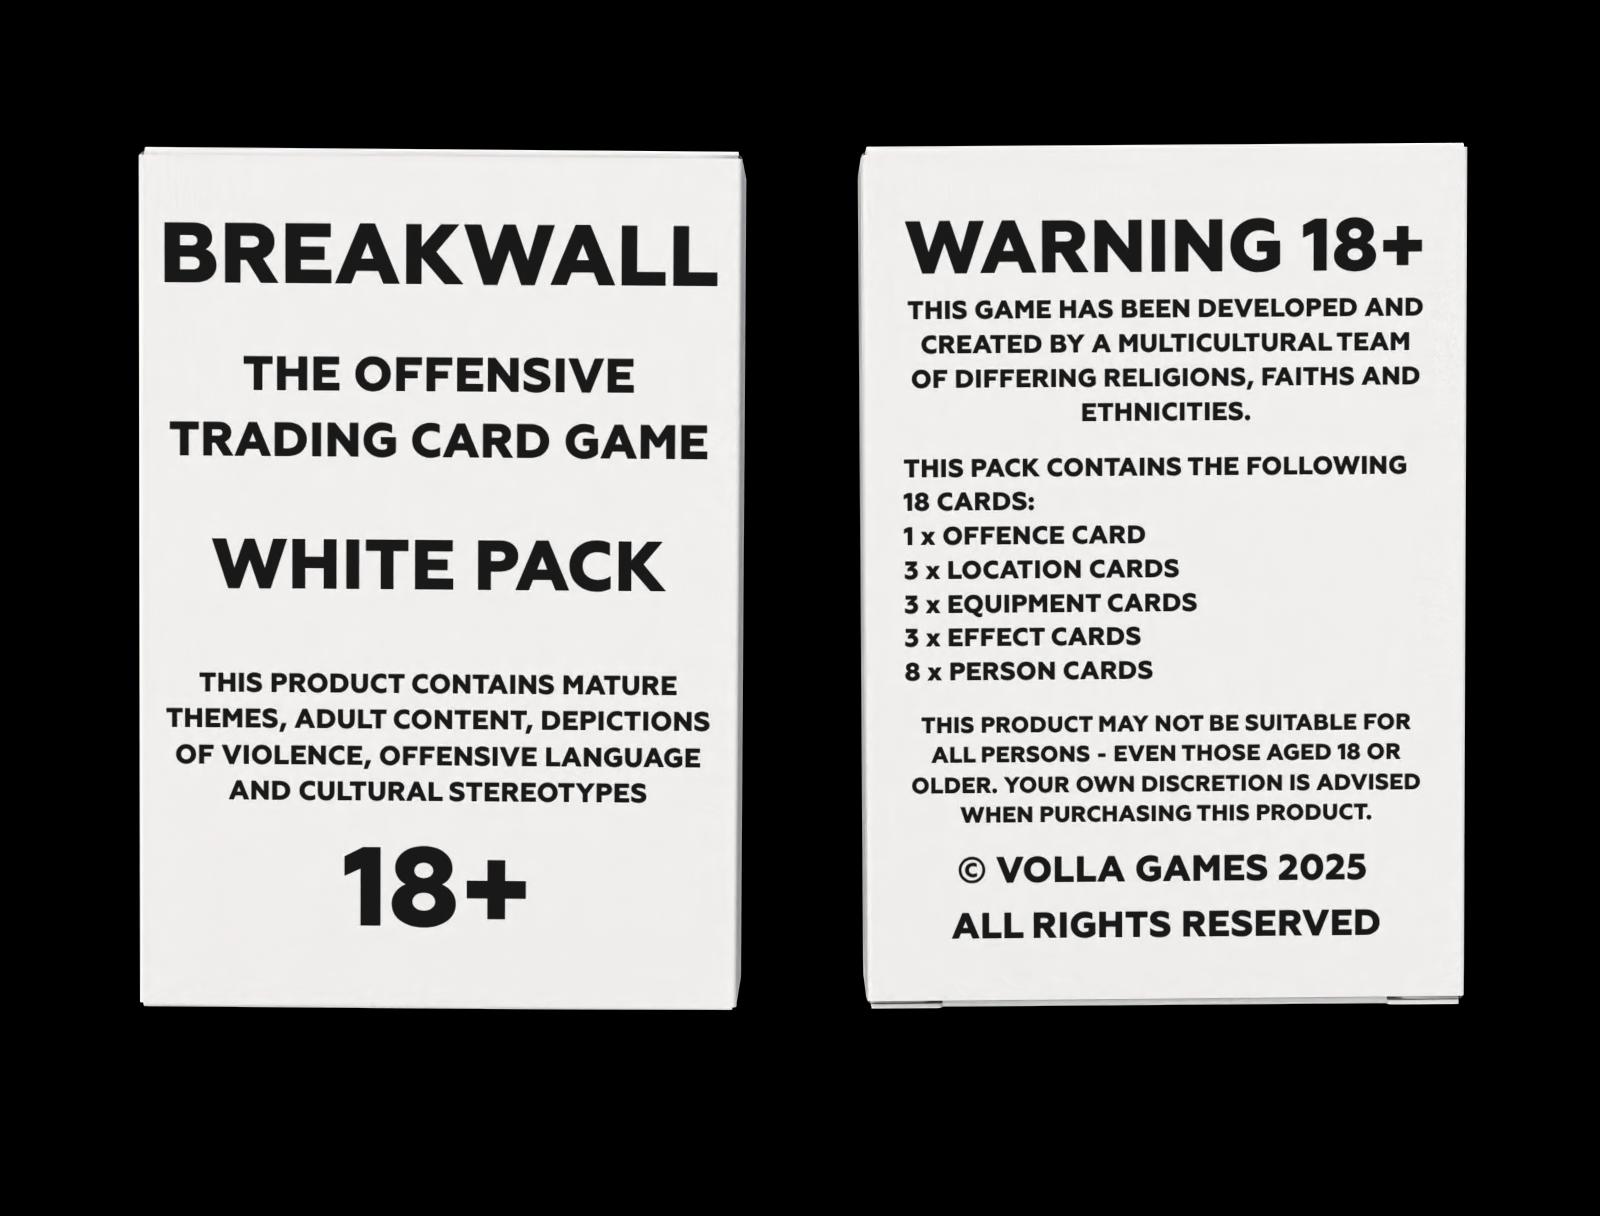 BREAKWALL
THE OFFENSIVE
TRADING CARD GAME
WHITE PACK
THIS PRODUCT CONTAINS MATURE
THEMES, ADULT CONTENT, DEPICTIONS
OF VIOLENCE, OFFENSIVE LANGUAGE
AND CULTURAL STEREOTYPES
18+
WARNING 18+
THIS GAME HAS BEEN DEVELOPED AND
CREATED BY A MULTICULTURAL TEAM
OF DIFFERING RELIGIONS, FAITHS AND
ETHNICITIES.
THIS PACK CONTAINS THE FOLLOWING
18 CARDS:
1 x OFFENCE CARD
3 x LOCATION CARDS
3 x EQUIPMENT CARDS
3 x EFFECT CARDS
8 x PERSON CARDS
THIS PRODUCT MAY NOT BE SUITABLE FOR
ALL PERSONS - EVEN THOSE AGED 18 OR
OLDER. YOUR OWN DISCRETION IS ADVISED
WHEN PURCHASING THIS PRODUCT.
© VOLLA GAMES 2025
ALL RIGHTS RESERVED